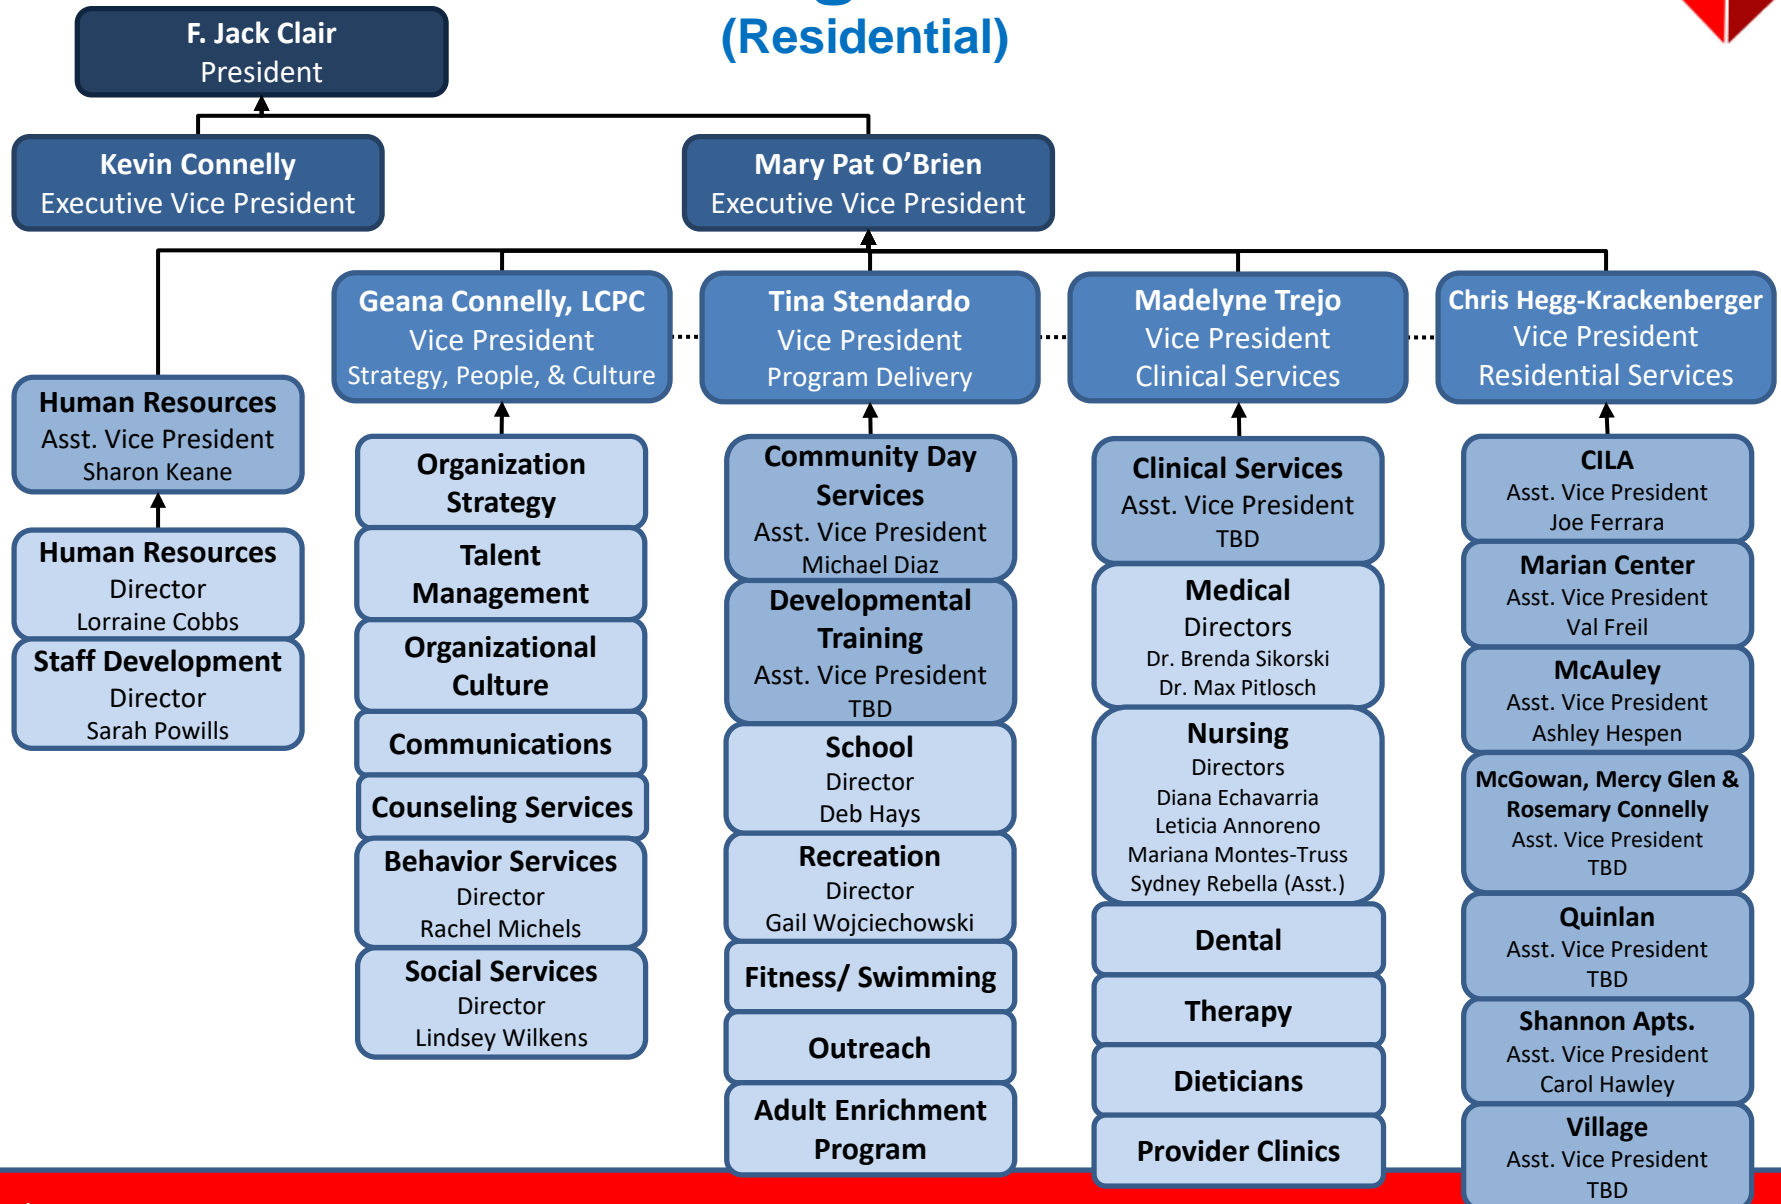 (Residential)
F. Jack Clair
President
Kevin Connelly
Executive Vice President
Mary Pat O’Brien
Executive Vice President
Geana Connelly, LCPC
Vice President
Strategy, People, & Culture
Tina Stendardo
Vice President
Program Delivery
Madelyne Trejo
Vice President
Clinical Services
Chris Hegg-Krackenberger
Vice President
Residential Services
Human Resources
Asst. Vice President
Sharon Keane
Human Resources
Director
Lorraine Cobbs
Staff Development
Director
Sarah Powills
Organization
Strategy
Talent
Management
Organizational
Culture
Communications
Counseling Services
Behavior Services
Director
Rachel Michels
Social Services
Director
Lindsey Wilkens
Community Day
Services
Asst. Vice President
Michael Diaz
Developmental
Training
Asst. Vice President
TBD
School
Director
Deb Hays
Recreation
Director
Gail Wojciechowski
Fitness/ Swimming
Outreach
Adult Enrichment
Program
Clinical Services
Asst. Vice President
TBD
Medical
Directors
Dr. Brenda Sikorski
Dr. Max Pitlosch
Nursing
Directors
Diana Echavarria
Leticia Annoreno
Mariana Montes-Truss
Sydney Rebella (Asst.)
Dental
Therapy
Dieticians
Provider Clinics
CILA
Asst. Vice President
Joe Ferrara
Marian Center
Asst. Vice President
Val Freil
McAuley
Asst. Vice President
Ashley Hespen
McGowan, Mercy Glen &
Rosemary Connelly
Asst. Vice President
TBD
Quinlan
Asst. Vice President
TBD
Shannon Apts.
Asst. Vice President
Carol Hawley
Village
Asst. Vice President
TBD